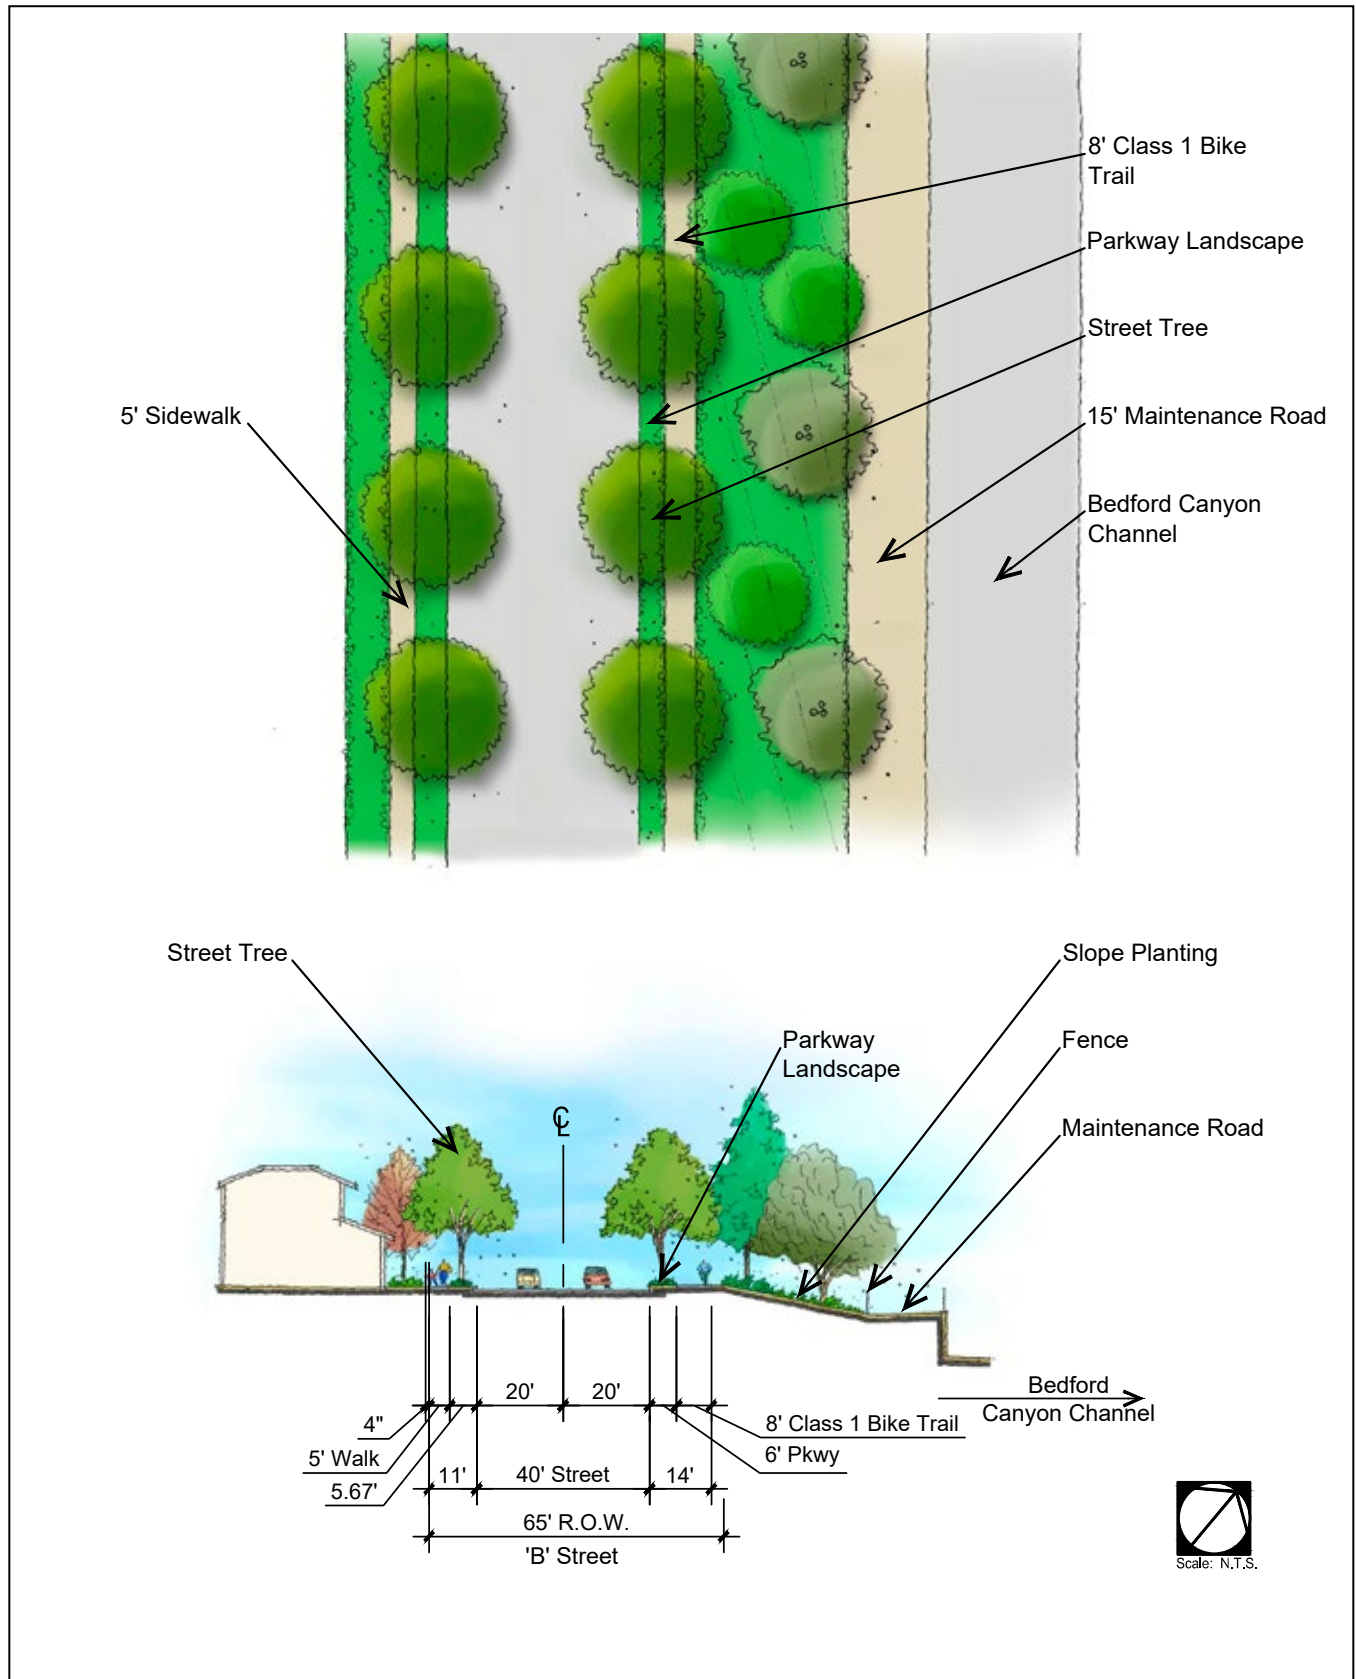 8' Class 1 Bike
Trail
Parkway Landscape
Street Tree
5' Sidewalk
15' Maintenance Road
Bedford Canyon
Channel
Street Tree
Slope Planting
Parkway
Landscape
Fence
Maintenance Road
℄
20'
20'
Bedford
Canyon Channel
4"
8' Class 1 Bike Trail
5' Walk
6' Pkwy
5.67'
11'
40' Street
14'
65' R.O.W.
'B' Street
Scale: N.T.S.